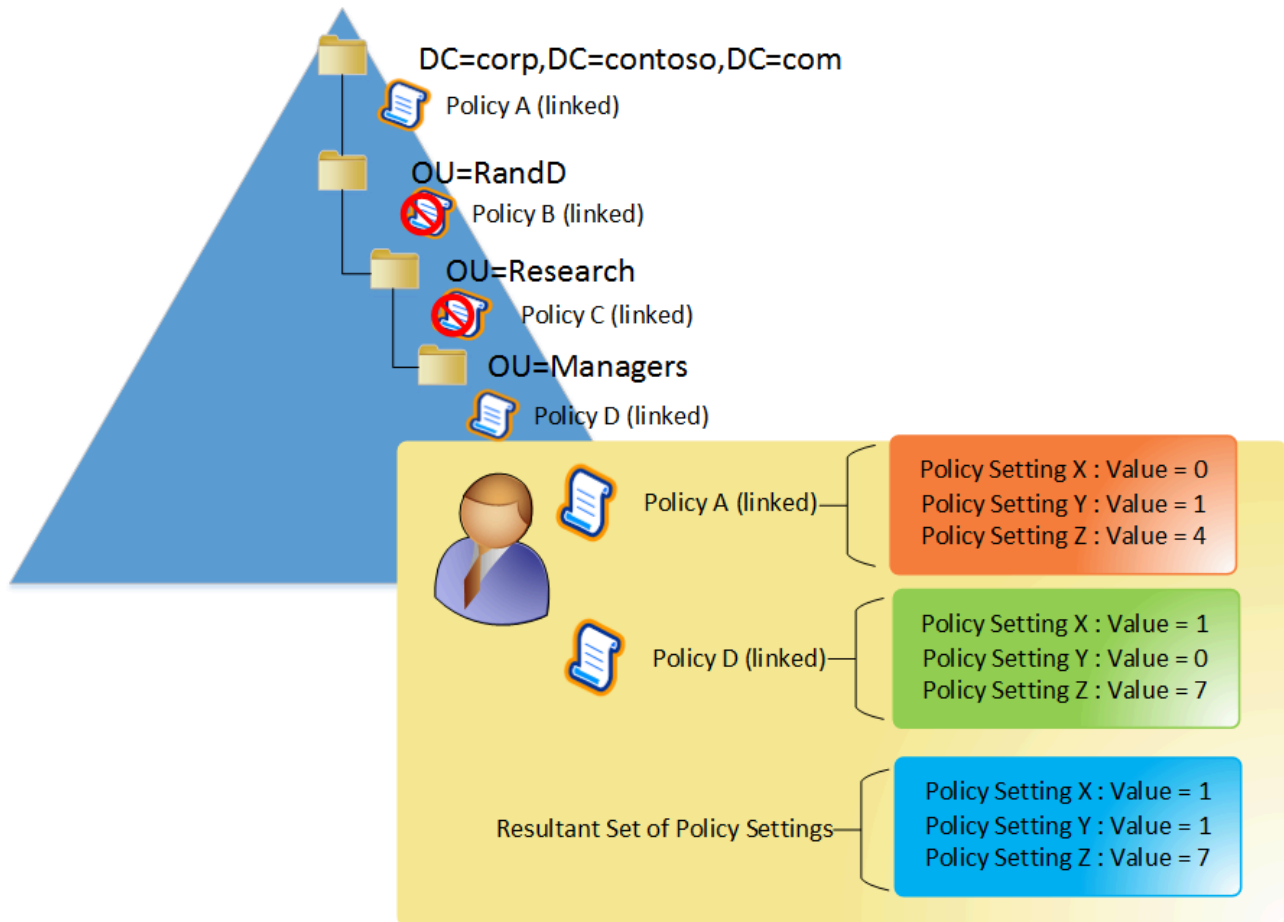 DC=corp,DC=contoso,DC=com
Policy A (linked)
OU=RandD
Policy B (linked)
OU=Research
Policy C (linked)
OU=Managers
Policy D (linked)
Policy A (linked)
Policy Setting X : Value = 0
Policy Setting Y : Value = 1
Policy Setting Z : Value = 4
Policy D (linked)
Policy Setting X : Value = 1
Policy Setting Y : Value = 0
Policy Setting Z : Value = 7
Resultant Set of Policy Settings
Policy Setting X : Value = 1
Policy Setting Y : Value = 1
Policy Setting Z : Value = 7